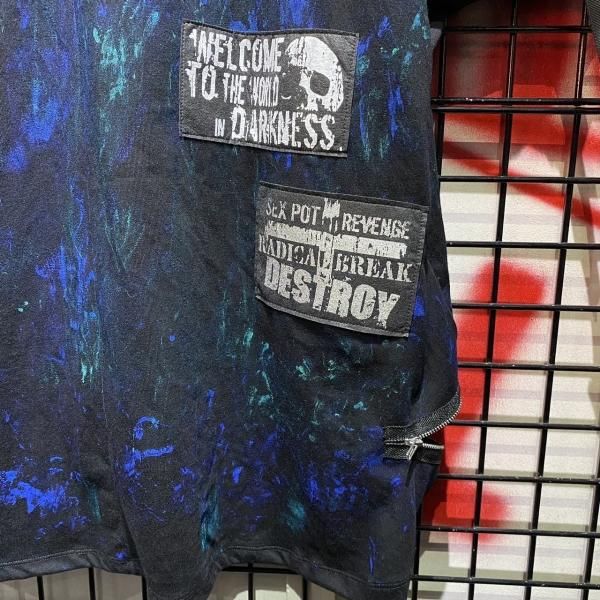 WELCOME
TO THE WORLD
IN DARKNESS
SEX POT REVENGE
RADICAL BREAK
DESTROY